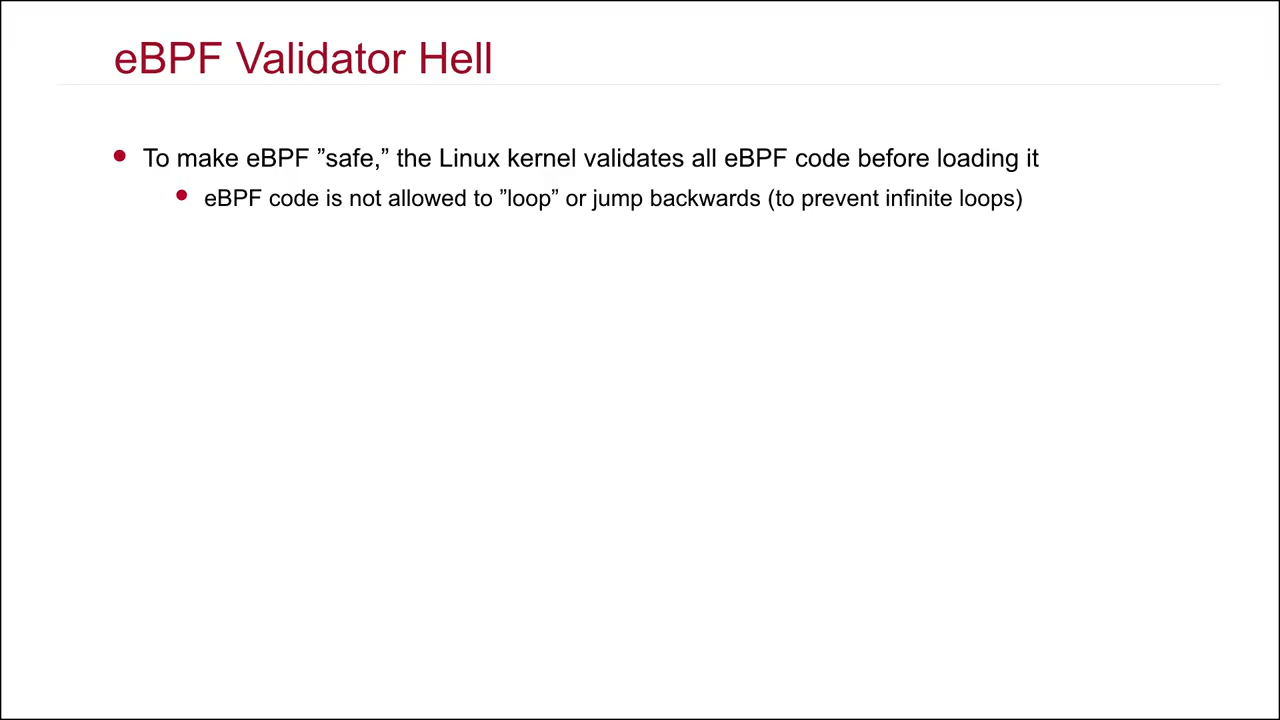 eBPF Validator Hell
To make eBPF ”safe,” the Linux kernel validates all eBPF code before loading it
eBPF code is not allowed to ”loop” or jump backwards (to prevent infinite loops)